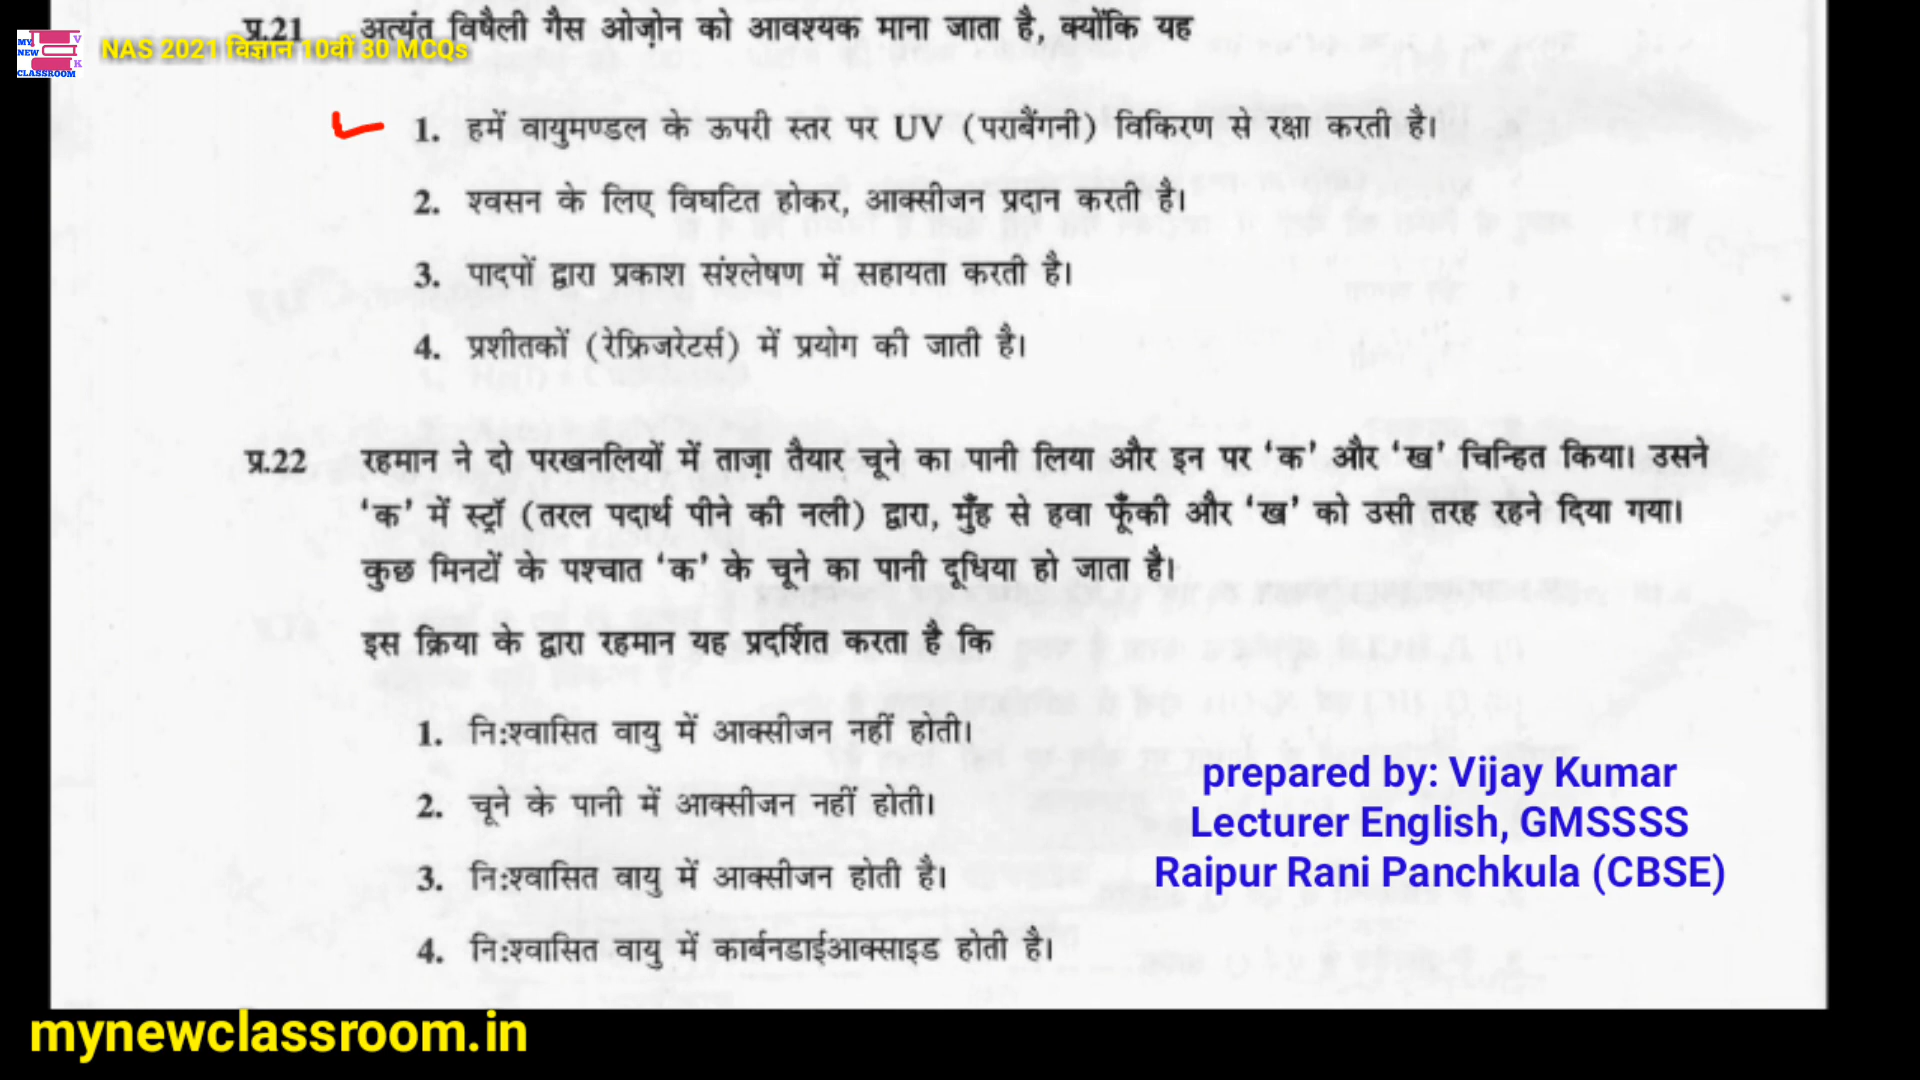 प्र.21 अत्यंत विषैली गैस ओज़ोन को आवश्यक माना जाता है, क्योंकि यह
MY NEW CLASSROOM V K
NAS 2021 विज्ञान 10वीं 30 MCQs
1. हमें वायुमण्डल के ऊपरी स्तर पर UV (पराबैंगनी) विकिरण से रक्षा करती है।
2. श्वसन के लिए विघटित होकर, आक्सीजन प्रदान करती है।
3. पादपों द्वारा प्रकाश संश्लेषण में सहायता करती है।
4. प्रशीतकों (रेफ्रिजरेटर्स) में प्रयोग की जाती है।
प्र.22 रहमान ने दो परखनलियों में ताज़ा तैयार चूने का पानी लिया और इन पर ‘क’ और ‘ख’ चिन्हित किया। उसने
‘क’ में स्ट्रॉ (तरल पदार्थ पीने की नली) द्वारा, मुँह से हवा फूँकी और ‘ख’ को उसी तरह रहने दिया गया।
कुछ मिनटों के पश्चात ‘क’ के चूने का पानी दूधिया हो जाता है।
इस क्रिया के द्वारा रहमान यह प्रदर्शित करता है कि
1. नि:श्वासित वायु में आक्सीजन नहीं होती।
2. चूने के पानी में आक्सीजन नहीं होती।
3. नि:श्वासित वायु में आक्सीजन होती है।
4. नि:श्वासित वायु में कार्बनडाईआक्साइड होती है।
prepared by: Vijay Kumar
Lecturer English, GMSSSS
Raipur Rani Panchkula (CBSE)
mynewclassroom.in